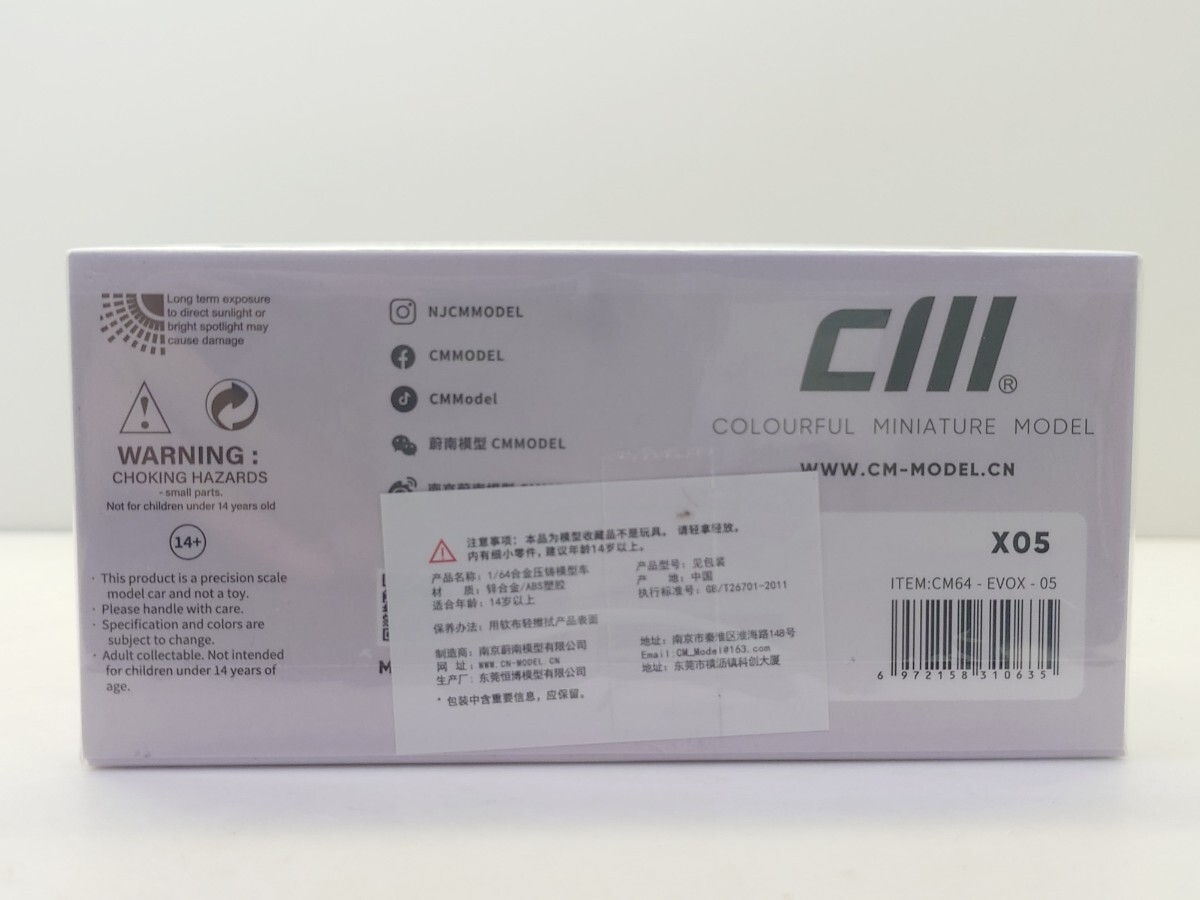 Long term exposure
to direct sunlight or
bright spotlight may
cause damage
WARNING :
CHOKING HAZARDS
- small parts.
Not for children under 14 years old
14+
· This product is a precision scale
model car and not a toy.
· Please handle with care.
· Specification and colors are
subject to change.
· Adult collectable. Not intended
for children under 14 years of
age.
NJCMMODEL
CMMODEL
CMModel
蔚南模型 CMMODEL
CM®
COLOURFUL MINIATURE MODEL
WWW.CM-MODEL.CN
注意事项：本品为模型收藏品不是玩具。 请轻拿轻放。
内有细小零件，建议年龄14岁以上。
产品名称：1/64合金压铸模型车
材 质：锌合金/ABS塑胶
适合年龄：14岁以上
产品型号：见包装
产 地：中国
执行标准号：GB/T26701-2011
保养办法：用软布轻擦拭产品表面
制造商：南京蔚南模型有限公司
网 址：WWW.CN-MODEL.CN
生产厂：东莞恒博模型有限公司
地址：南京市秦淮区淮海路148号
Email:CM_Model@163.com
地址：东莞市横沥镇科创大厦
* 包装中含重要信息，应保留。
X05
ITEM:CM64 - EVOX - 05
6 972158 310635